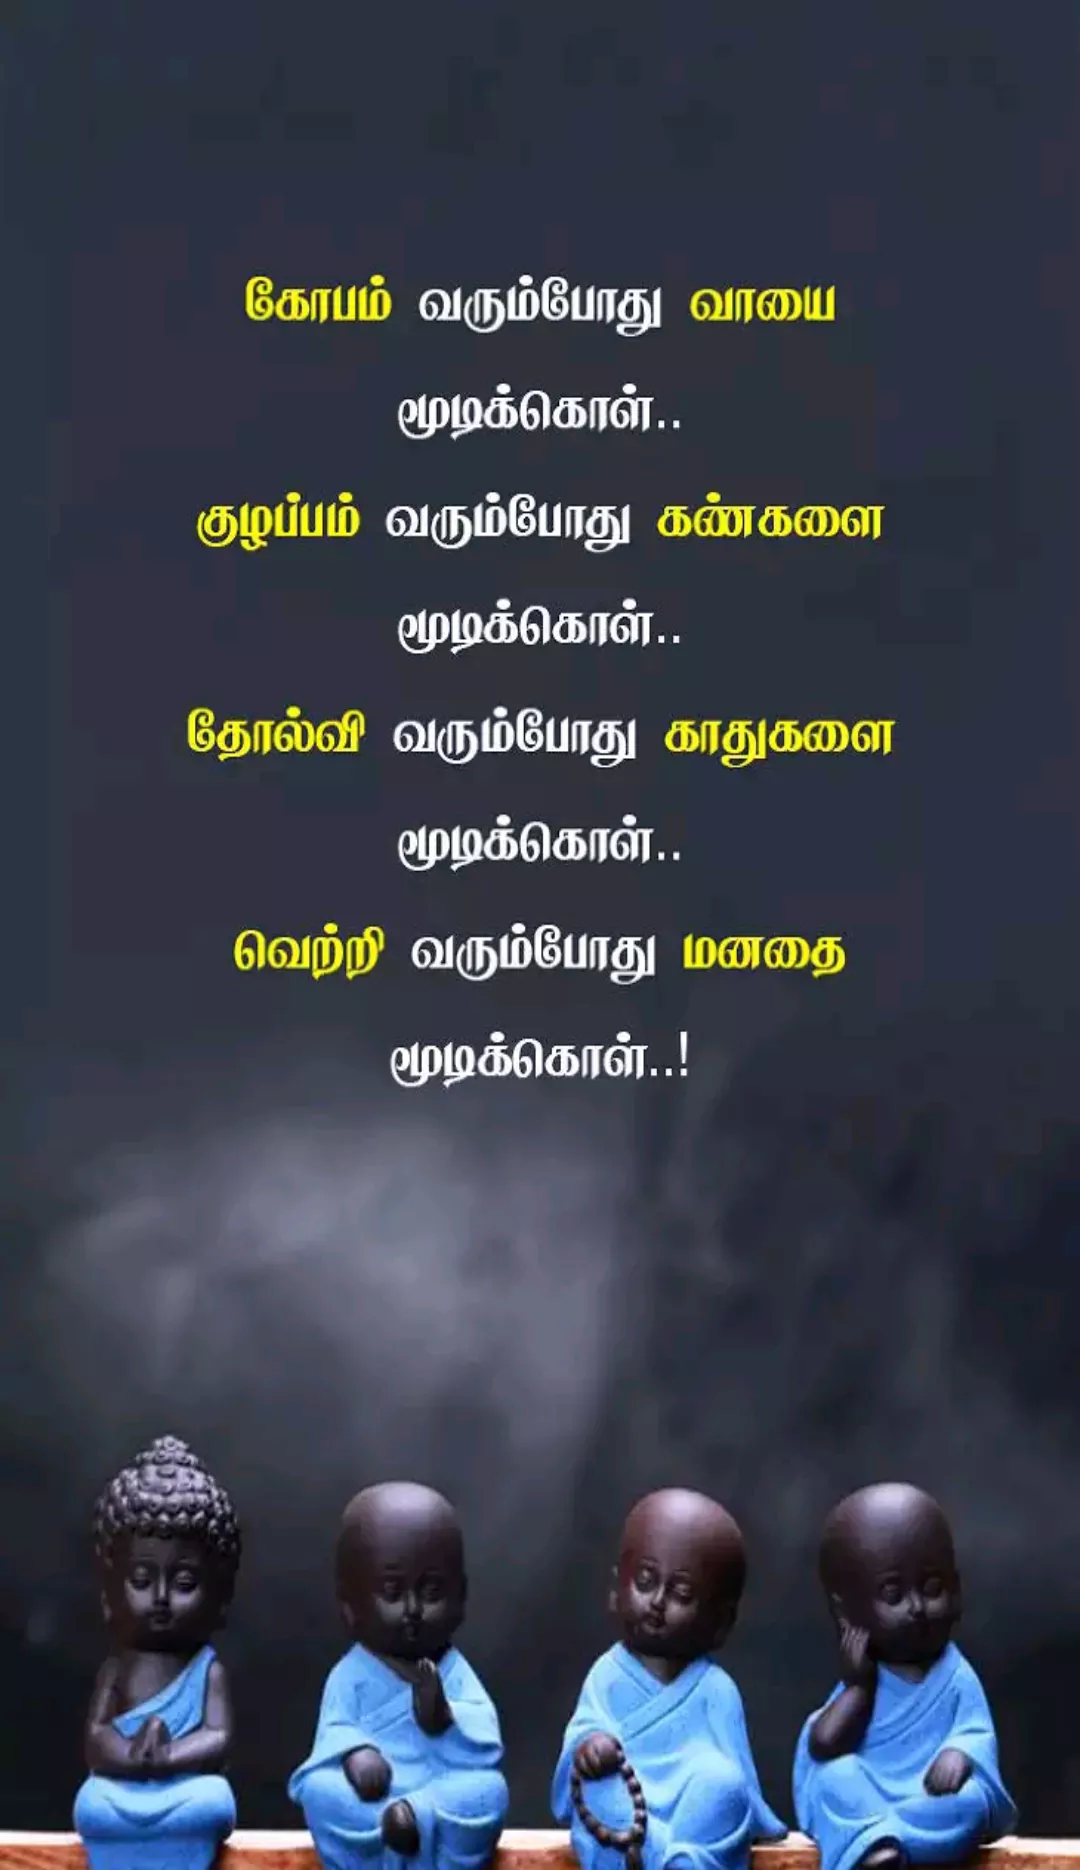 கோபம் வரும்போது வாயை
மூடிக்கொள்..
குழப்பம் வரும்போது கண்களை
மூடிக்கொள்..
தோல்வி வரும்போது காதுகளை
மூடிக்கொள்..
வெற்றி வரும்போது மனதை
மூடிக்கொள்..!